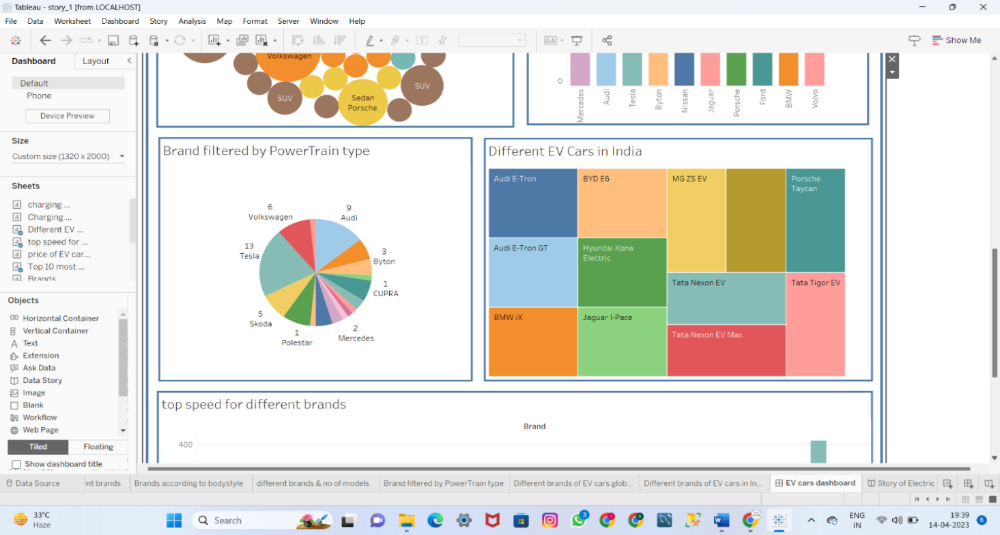 Tableau - story_1 [from LOCALHOST]
File Data Worksheet Dashboard Story Analysis Map Format Server Window Help
Show Me
Dashboard Layout
Default
Phone
Device Preview
Size
Custom size (1320 x 2000)
Sheets
charging ...
Charging ...
Different EV ...
top speed for ...
price of EV car...
Top 10 most ...
Brands
Objects
Horizontal Container
Vertical Container
Text
Extension
Ask Data
Data Story
Image
Blank
Workflow
Web Page
Tiled Floating
Show dashboard title
Volkswagen
SUV
SUV
Sedan
Porsche
0
Mercedes
Audi
Tesla
Byton
Nissan
Jaguar
Porsche
Ford
BMW
Volvo
Brand filtered by PowerTrain type
6
Volkswagen
9
Audi
13
Tesla
3
Byton
1
CUPRA
5
Skoda
1
Polestar
2
Mercedes
Different EV Cars in India
Audi E-Tron
BYD E6
MG ZS EV
Porsche
Taycan
Audi E-Tron GT
Hyundai Kona
Electric
Tata Nexon EV
Tata Tigor EV
BMW iX
Jaguar I-Pace
Tata Nexon EV Max
top speed for different brands
Brand
400
Data Source
nt brands
Brands according to bodystyle
different brands & no of models
Brand filtered by PowerTrain type
Different brands of EV cars glob...
Different brands of EV cars in In...
EV cars dashboard
Story of Electric
33°C
Haze
Search
3
ENG
IN
19:39
14-04-2023
6